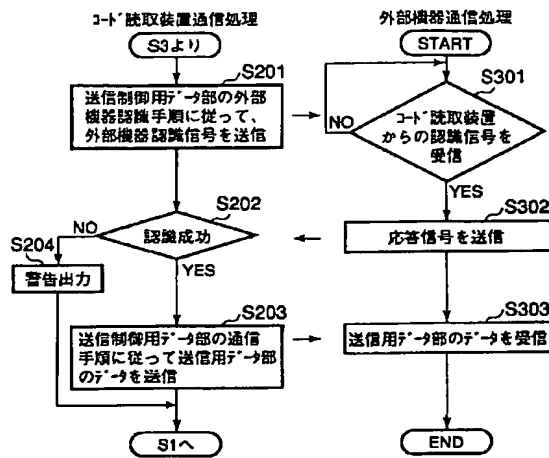 ｺｰﾄﾞ読取装置通信処理
S3より
S201
送信制御用ﾃﾞｰﾀ部の外部
機器認識手順に従って、
外部機器認識信号を送信
S202
認識成功
NO
YES
S204
警告出力
S203
送信制御用ﾃﾞｰﾀ部の通信
手順に従って送信用ﾃﾞｰﾀ部
のﾃﾞｰﾀを送信
S1へ
外部機器通信処理
START
S301
ｺｰﾄﾞ読取装置
からの認識信号を
受信
NO
YES
S302
応答信号を送信
S303
送信用ﾃﾞｰﾀ部のﾃﾞｰﾀを受信
END